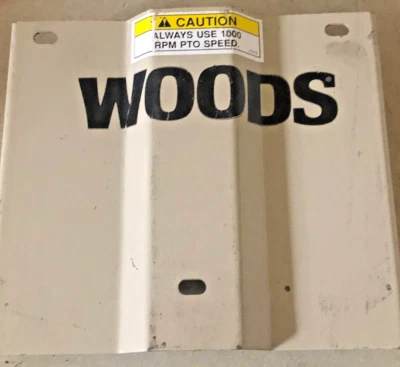 CAUTION
ALWAYS USE 1000
RPM PTO SPEED.
WOODS